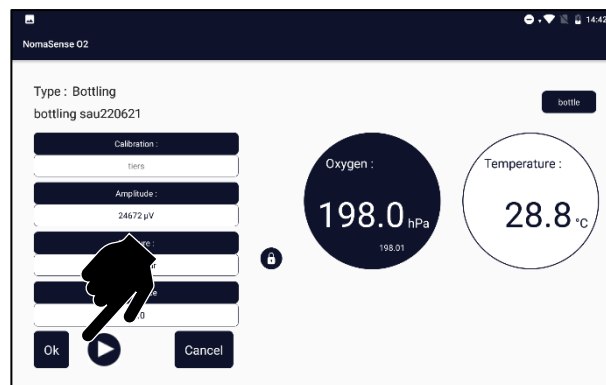 14:42
NomaSense O2
Type : Bottling
bottling sau220621
bottle
Calibration :
tiers
Amplitude :
24672 µV
Oxygen :
198.0 hPa
198.01
Temperature :
28.8 °C
Ok
Cancel